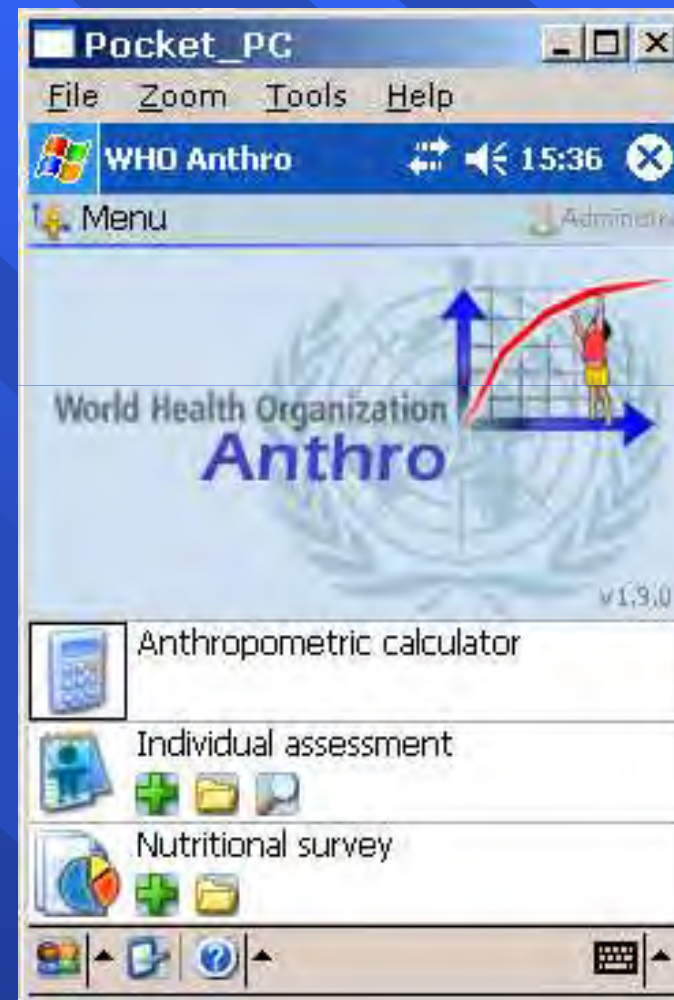 Pocket_PC
File Zoom Tools Help
WHO Anthro 15:36
Menu
World Health Organization
Anthro
v1.9.0
Anthropometric calculator
Individual assessment
Nutritional survey